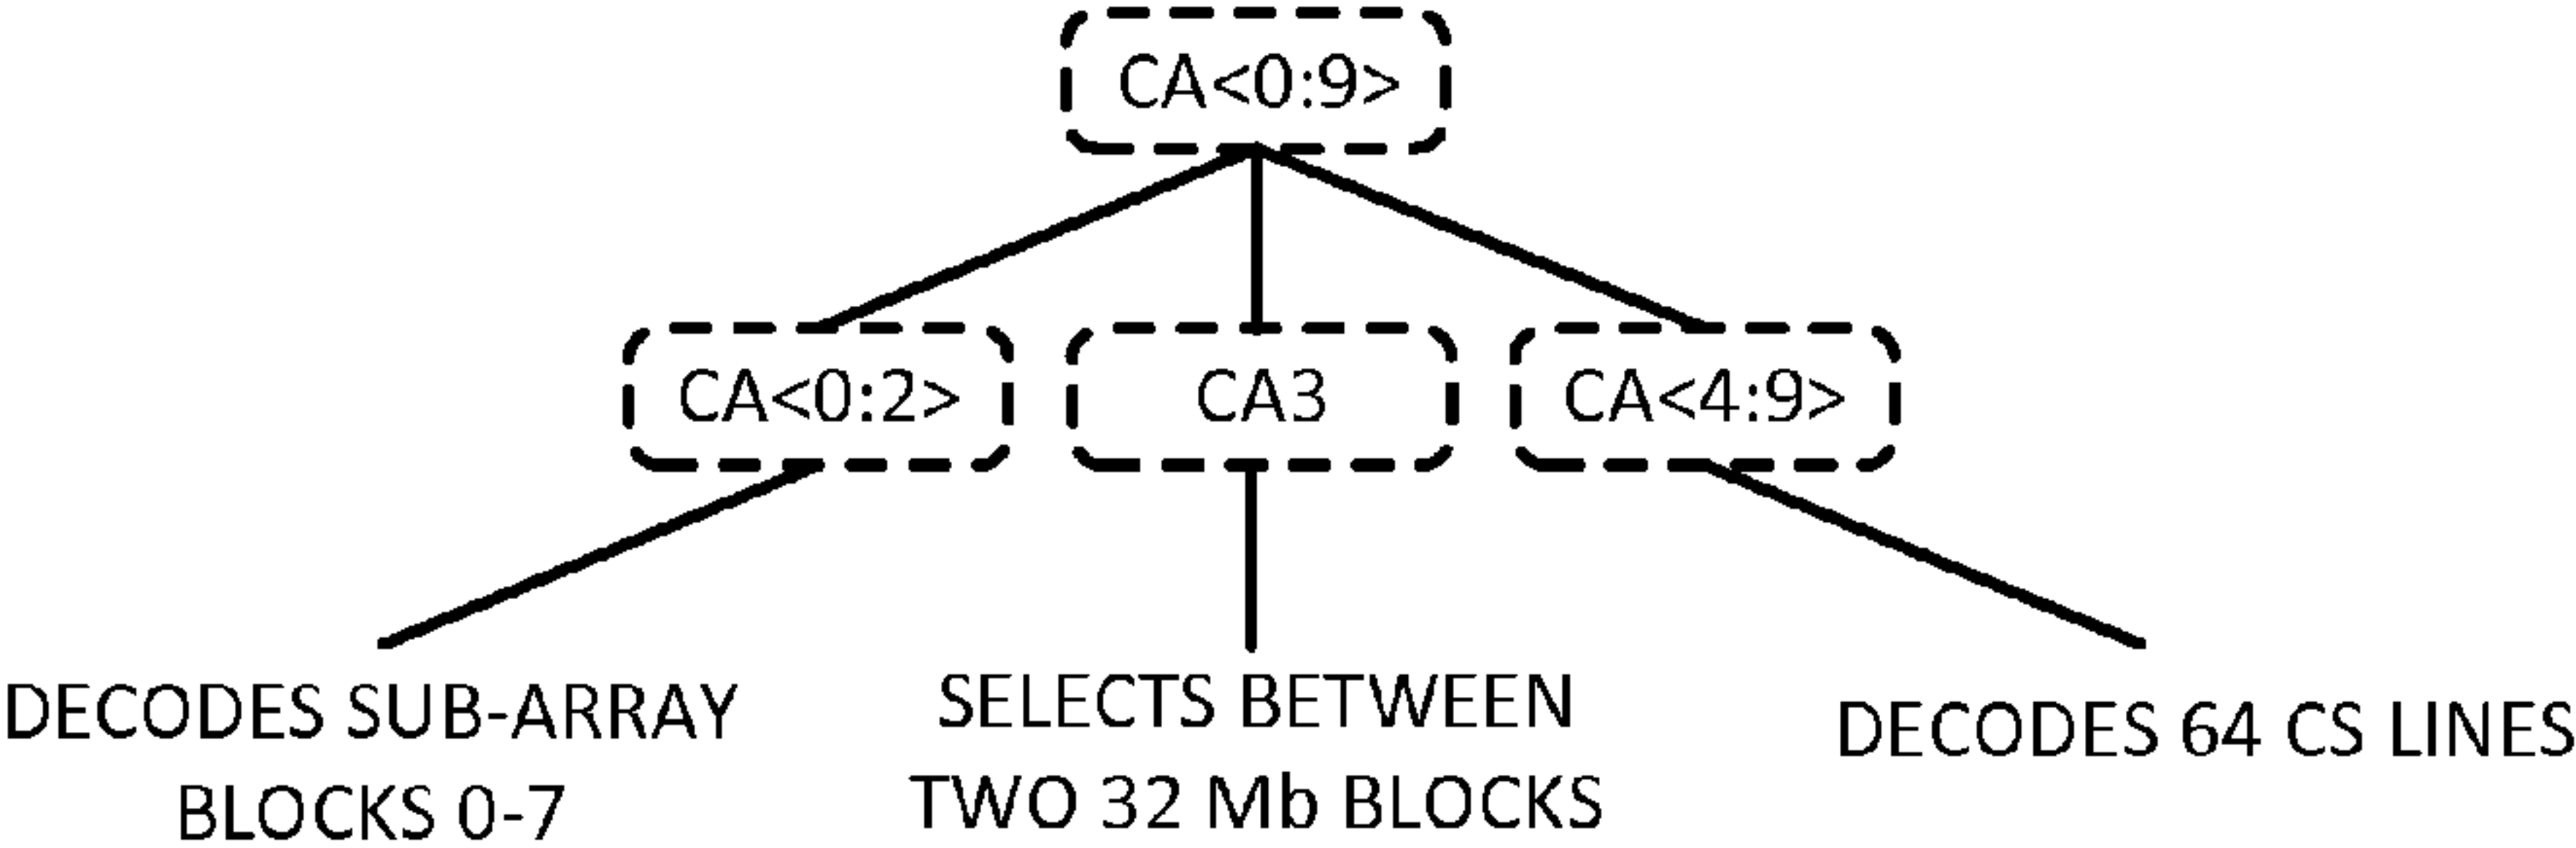 CA<0:9>
CA<0:2>
CA3
CA<4:9>
DECODES SUB-ARRAY
BLOCKS 0-7
SELECTS BETWEEN
TWO 32 Mb BLOCKS
DECODES 64 CS LINES